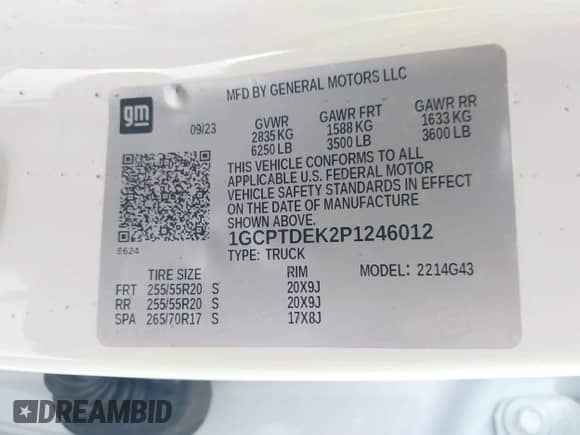 gm
MFD BY GENERAL MOTORS LLC
09/23 GVWR GAWR FRT GAWR RR
2835 KG 1588 KG 1633 KG
6250 LB 3500 LB 3600 LB
THIS VEHICLE CONFORMS TO ALL
APPLICABLE U.S. FEDERAL MOTOR
VEHICLE SAFETY STANDARDS IN EFFECT
ON THE DATE OF MANUFACTURE
SHOWN ABOVE.
1GCPTDEK2P1246012
E624
TYPE: TRUCK
TIRE SIZE RIM MODEL: 2214G43
FRT 255/55R20 S 20X9J
RR 255/55R20 S 20X9J
SPA 265/70R17 S 17X8J
DREAMBID